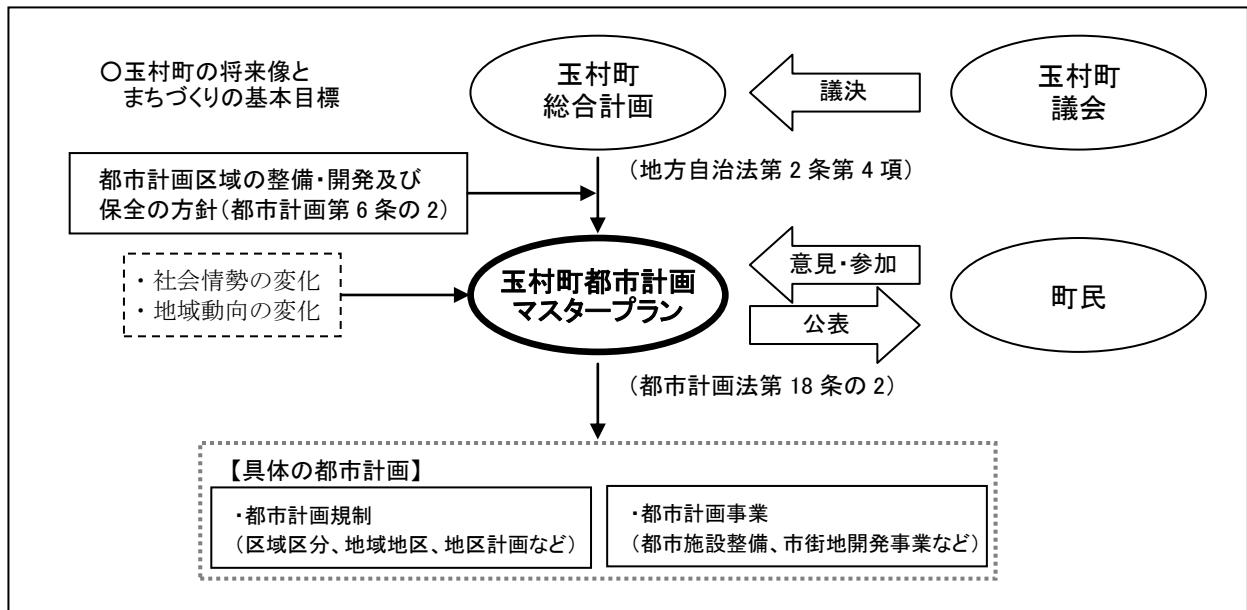 〇玉村町の将来像と
まちづくりの基本目標
玉村町
総合計画
議決
玉村町
議会
(地方自治法第2条第4項)
都市計画区域の整備・開発及び
保全の方針(都市計画第6条の2)
・社会情勢の変化
・地域動向の変化
玉村町都市計画
マスタープラン
意見・参加
公表
町民
(都市計画法第18条の2)
【具体の都市計画】
・都市計画規制
(区域区分、地域地区、地区計画など)
・都市計画事業
(都市施設整備、市街地開発事業など)